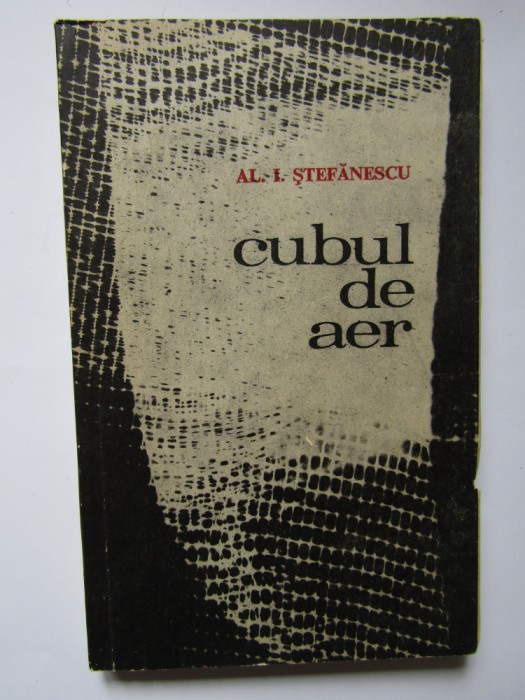 AL. I. ŞTEFĂNESCU
cubul
de
aer